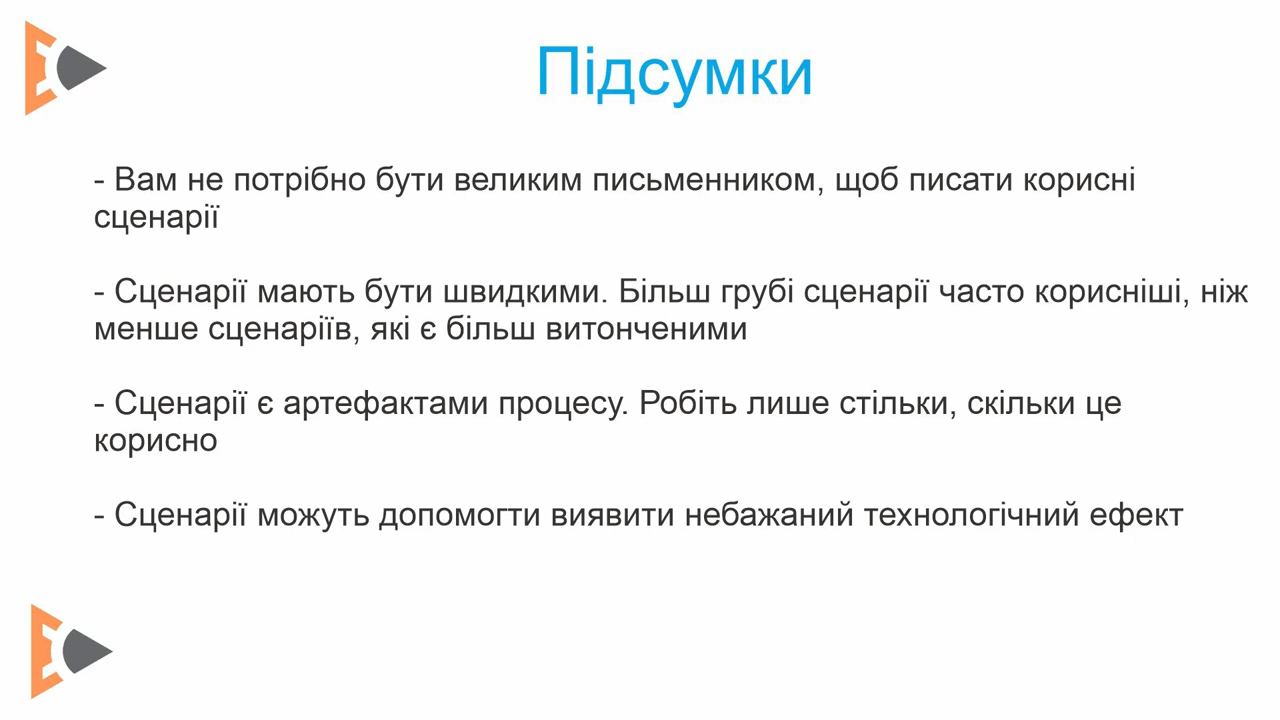 Підсумки
- Вам не потрібно бути великим письменником, щоб писати корисні
сценарії
- Сценарії мають бути швидкими. Більш грубі сценарії часто корисніші, ніж
менше сценаріїв, які є більш витонченими
- Сценарії є артефактами процесу. Робіть лише стільки, скільки це
корисно
- Сценарії можуть допомогти виявити небажаний технологічний ефект